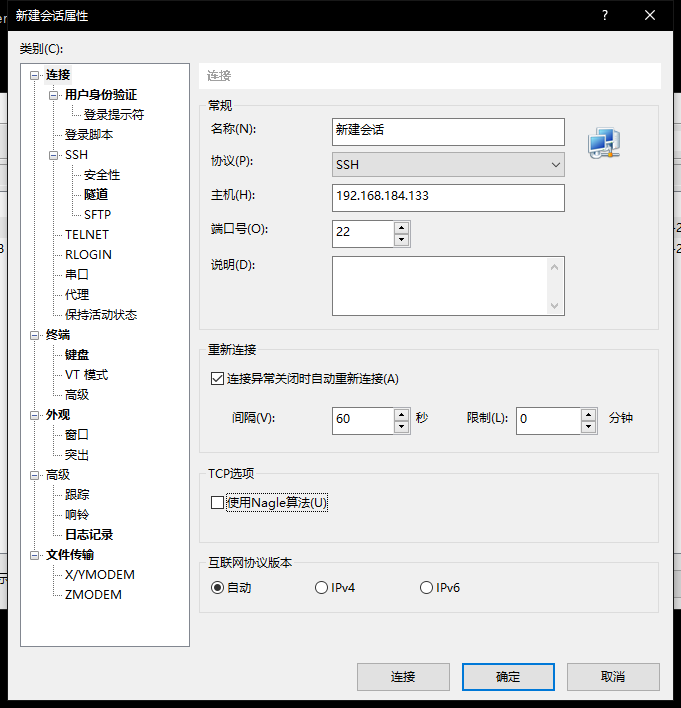 新建会话属性
类别(C):
连接
用户身份验证
登录提示符
登录脚本
SSH
安全性
隧道
SFTP
TELNET
RLOGIN
串口
代理
保持活动状态
终端
键盘
VT 模式
高级
外观
窗口
突出
高级
跟踪
响铃
日志记录
文件传输
X/YMODEM
ZMODEM
连接
常规
名称(N): 新建会话
协议(P): SSH
主机(H): 192.168.184.133
端口号(O): 22
说明(D):
重新连接
连接异常关闭时自动重新连接(A)
间隔(V): 60 秒 限制(L): 0 分钟
TCP选项
使用Nagle算法(U)
互联网协议版本
自动 IPv4 IPv6
连接 确定 取消